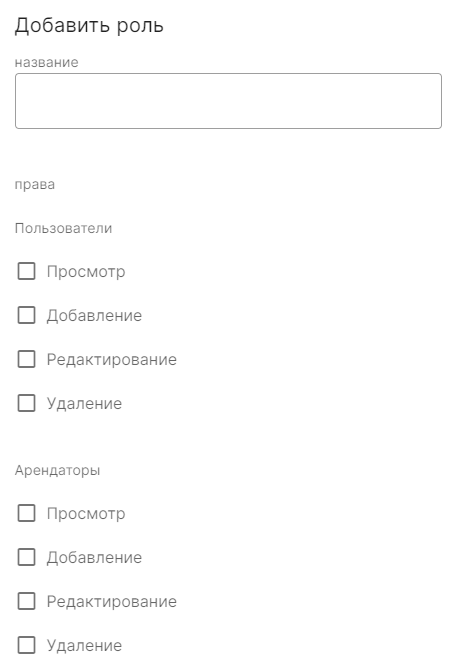 Добавить роль
название
права
Пользователи
Просмотр
Добавление
Редактирование
Удаление
Арендаторы
Просмотр
Добавление
Редактирование
Удаление